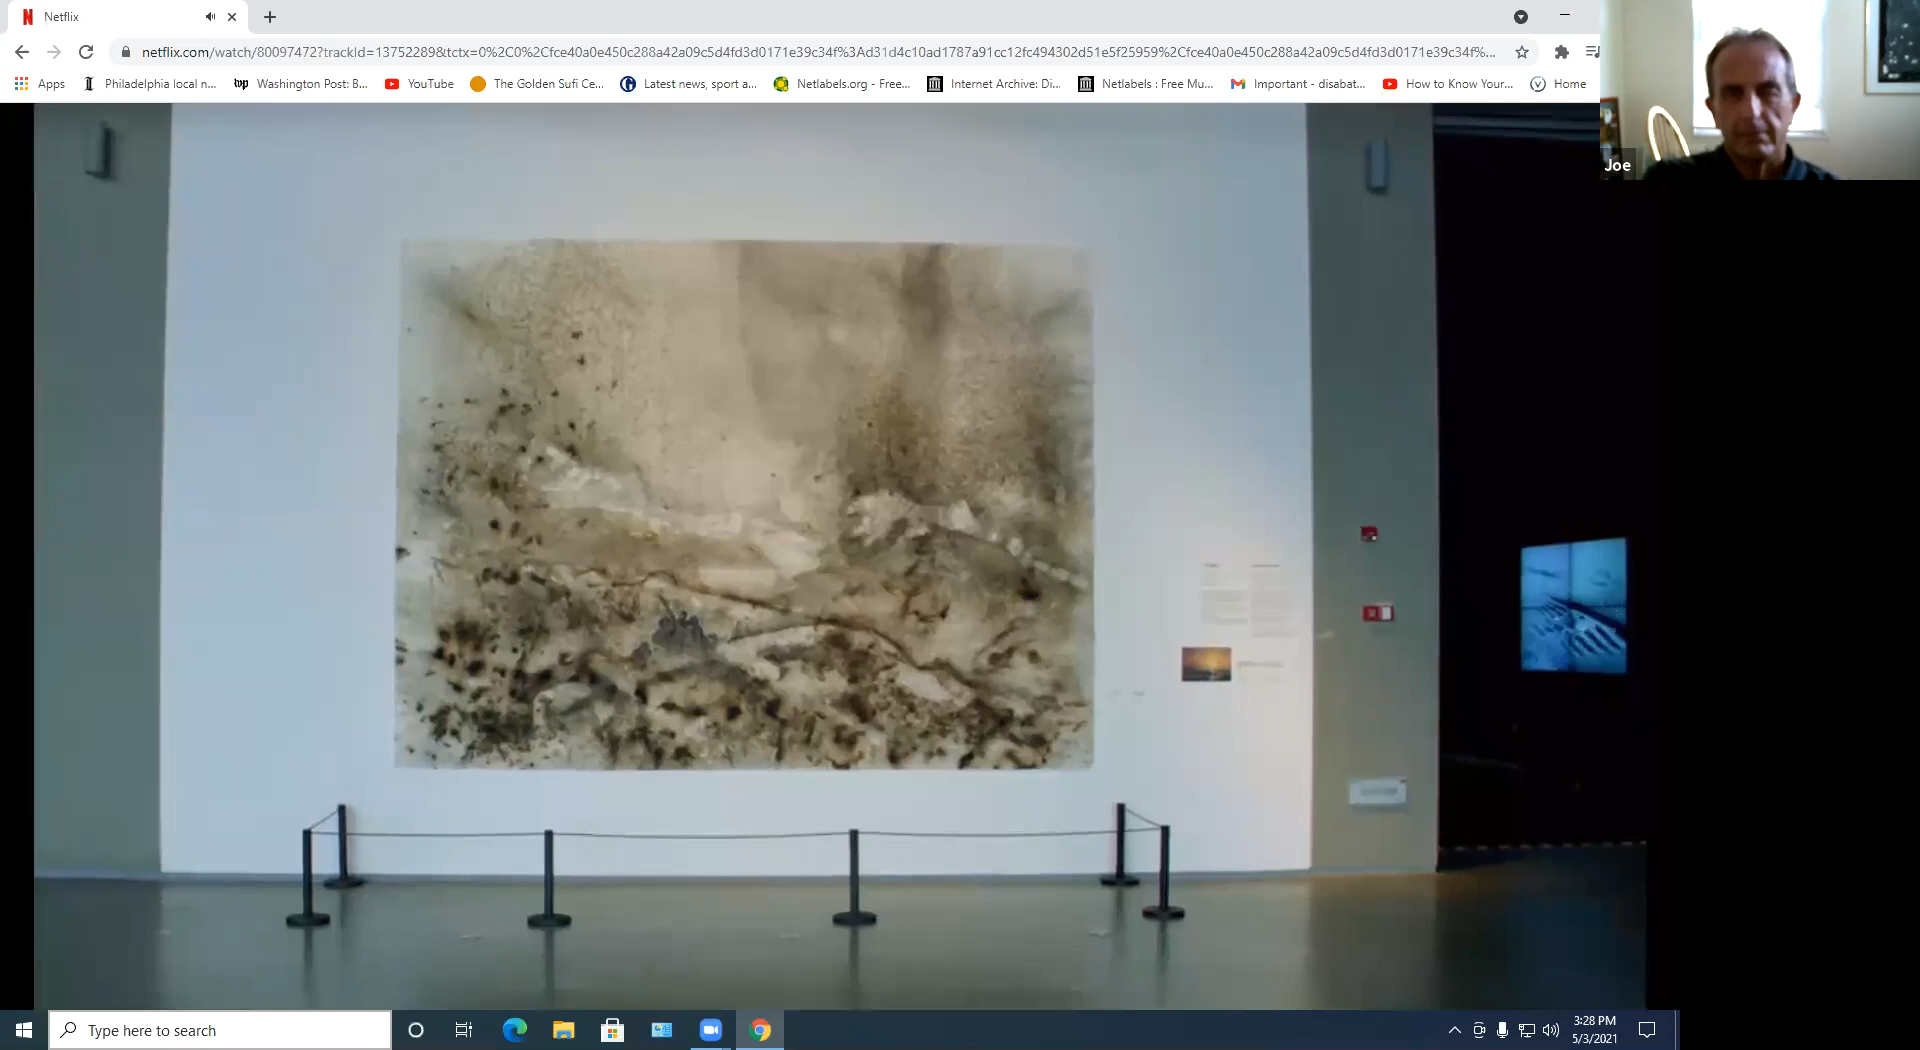 Netflix
netflix.com/watch/80097472?trackId=13752289&tctx=0%2C0%2Cfce40a0e450c288a42a09c5d4fd3d0171e39c34f%3Ad31d4c10ad1787a91cc12fc494302d51e5f25959%2Cfce40a0e450c288a42a09c5d4fd3d0171e39c34f%...
Apps Philadelphia local n... wp Washington Post: B... YouTube The Golden Sufi Ce... Latest news, sport a... Netlabels.org - Free... Internet Archive: Di... Netlabels : Free Mu... Important - disabat... How to Know Your... Home
Joe
Type here to search
3:28 PM
5/3/2021